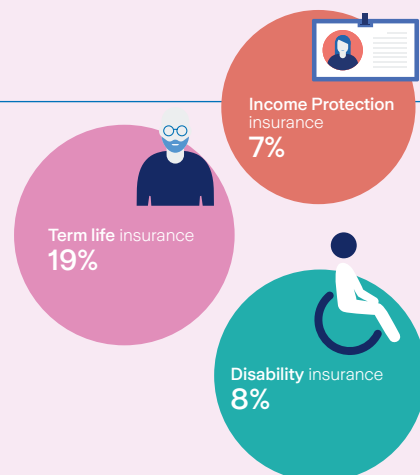 Income Protection
insurance
7%
Term life insurance
19%
Disability insurance
8%